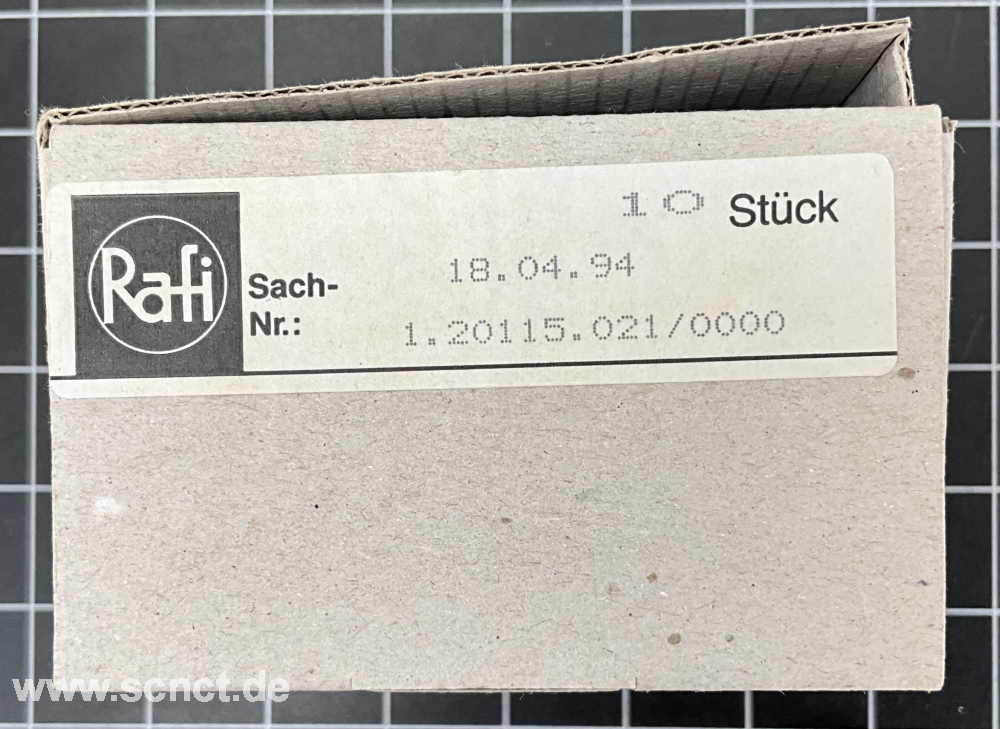 10 Stück
Rafi
18.04.94
Sach-
Nr.:
1.20115.021/0000
www.scnct.de